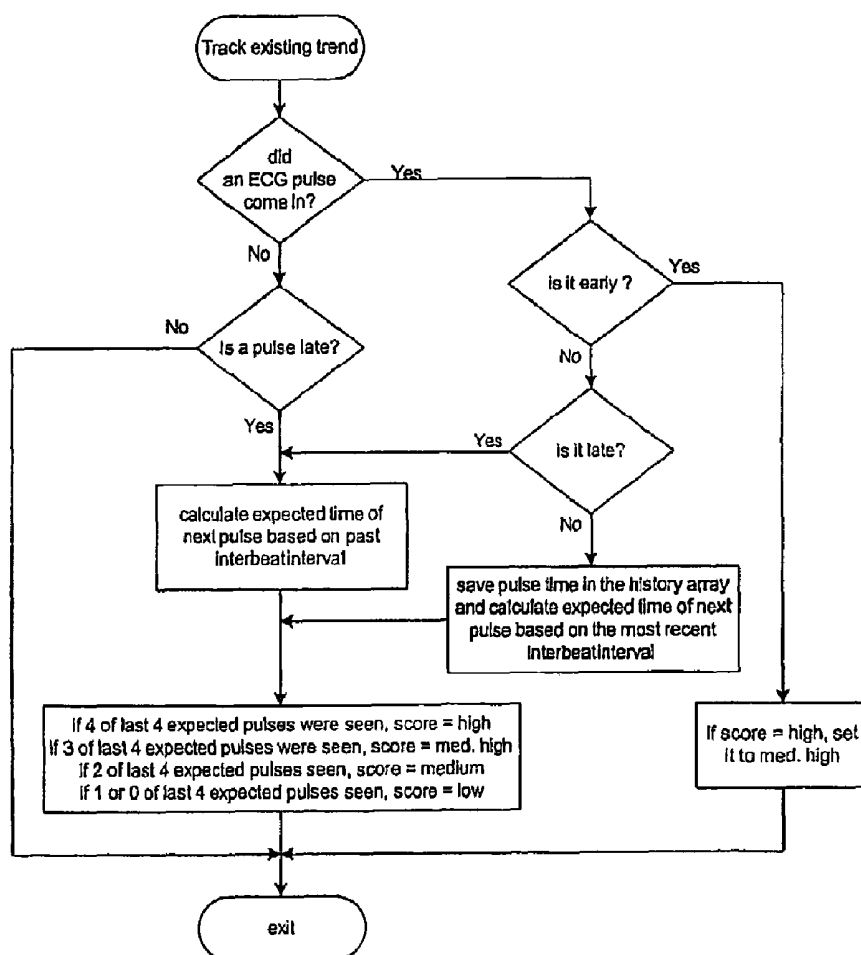 Track existing trend
did
an ECG pulse
come in?
Yes
No
is it early ?
Yes
No
Is a pulse late?
No
Yes
Yes
is it late?
No
calculate expected time of
next pulse based on past
interbeatinterval
save pulse time in the history array
and calculate expected time of next
pulse based on the most recent
interbeatinterval
if 4 of last 4 expected pulses were seen, score = high
if 3 of last 4 expected pulses were seen, score = med. high
if 2 of last 4 expected pulses seen, score = medium
if 1 or 0 of last 4 expected pulses seen, score = low
If score = high, set
it to med. high
exit